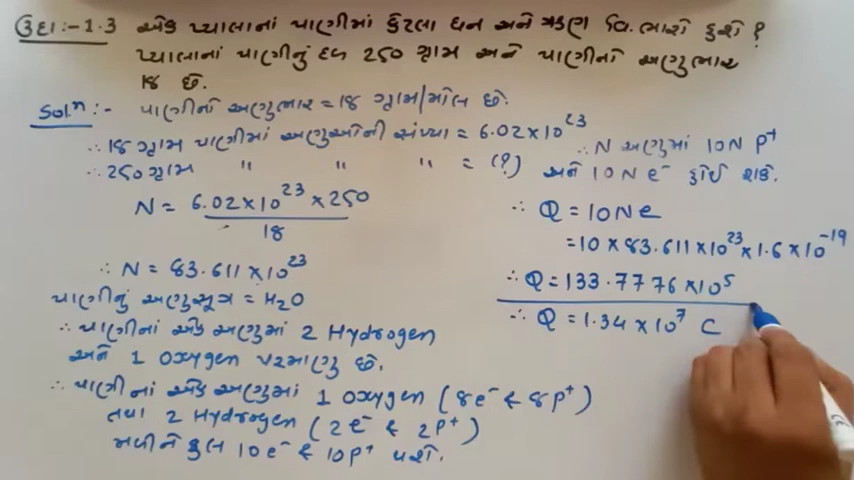 ઉદા:-1.3 એક પ્યાલાનાં પાણીમાં કેટલા ધન અને ઋણ વિ.ભારો હશે?
પ્યાલાનાં પાણીનું દળ 250 ગ્રામ અને પાણીનો અણુભાર
18 છે.
Solⁿ:- પાણીનો અણુભાર = 18 ગ્રામ/મોલ છે.
∴ 18 ગ્રામ પાણીમાં અણુઓની સંખ્યા = 6.02×10²³
∴ 250 ગ્રામ " " " = (?)
N = 6.02×10²³×250
18
∴ N = 83.611×10²³
પાણીનું અણુસૂત્ર = H₂O
∴ પાણીનાં એક અણુમાં 2 Hydrogen
અને 1 Oxygen પરમાણુ છે.
∴ પાણીનાં એક અણુમાં 1 Oxygen (8e⁻ & 8p⁺)
તથા 2 Hydrogen (2e⁻ & 2p⁺)
મળીને કુલ 10e⁻ & 10p⁺ હશે.
∴ N અણુમાં 10N p⁺
અને 10N e⁻ હોઈ શકે.
∴ Q = 10Ne
=10×83.611×10²³×1.6×10⁻¹⁹
∴ Q = 133.7776×10⁵
∴ Q = 1.34×10⁷ C